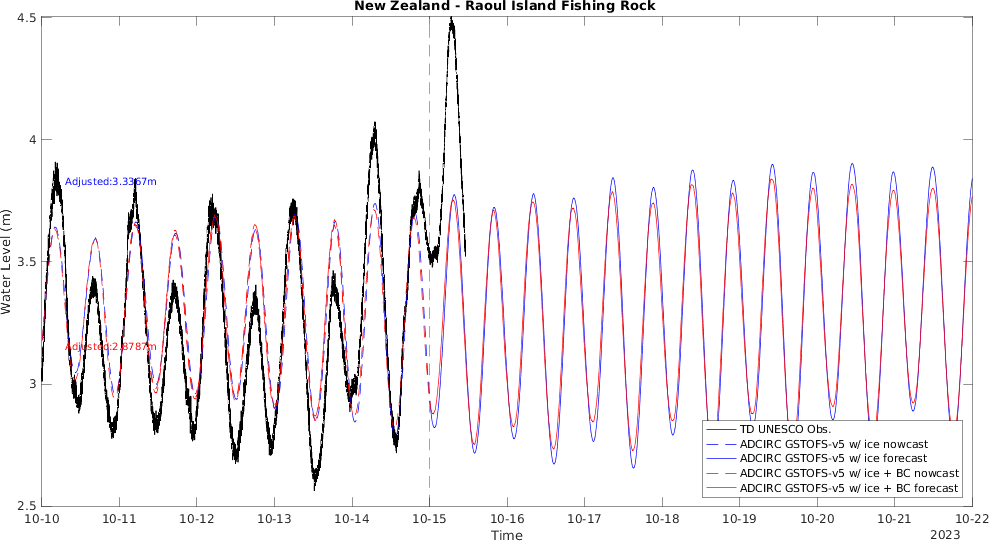 New Zealand - Raoul Island Fishing Rock
4.5
4
3.5
3
2.5
Water Level (m)
Adjusted:3.3367m
Adjusted:2.8787m
TD UNESCO Obs.
ADCIRC GSTOFS-v5 w/ ice nowcast
ADCIRC GSTOFS-v5 w/ ice forecast
ADCIRC GSTOFS-v5 w/ ice + BC nowcast
ADCIRC GSTOFS-v5 w/ ice + BC forecast
10-10 10-11 10-12 10-13 10-14 10-15 10-16 10-17 10-18 10-19 10-20 10-21 10-22
Time
2023